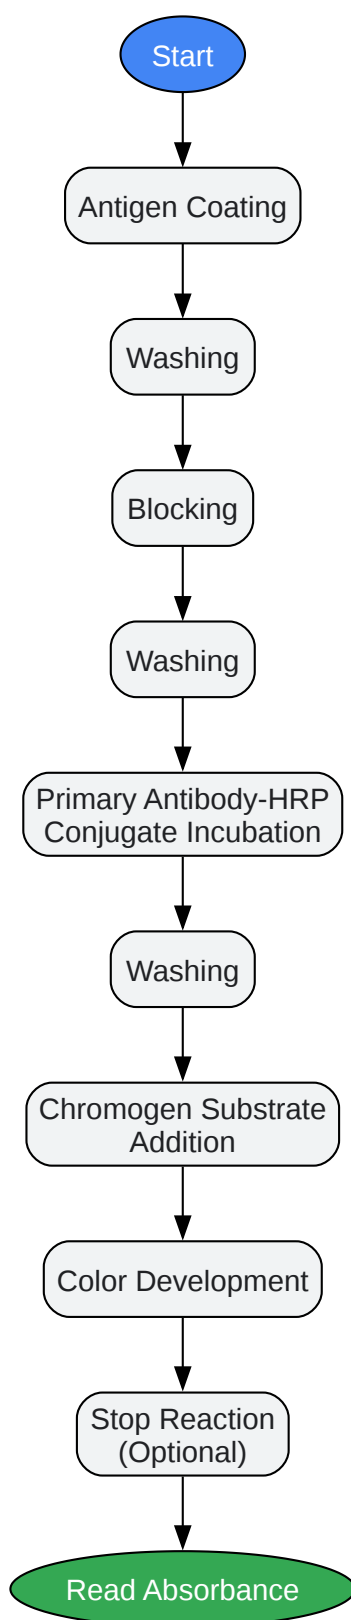 Start
Antigen Coating
Washing
Blocking
Washing
Primary Antibody-HRP
Conjugate Incubation
Washing
Chromogen Substrate
Addition
Color Development
Stop Reaction
(Optional)
Read Absorbance